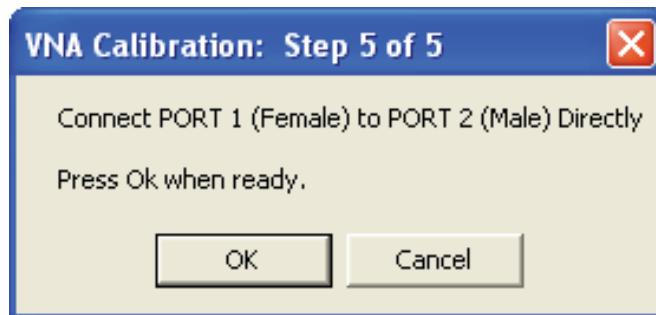 VNA Calibration: Step 5 of 5
Connect PORT 1 (Female) to PORT 2 (Male) Directly
Press Ok when ready.
OK
Cancel